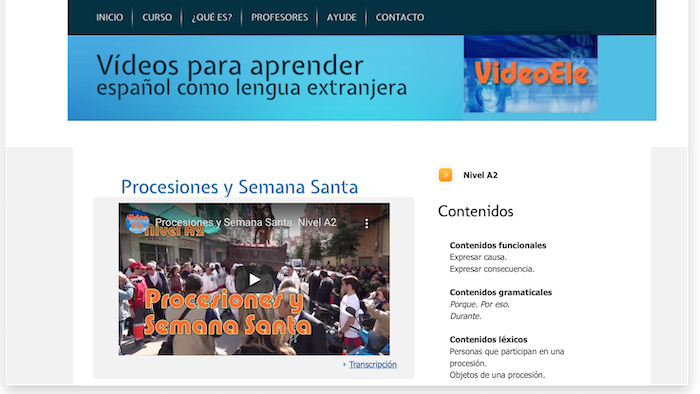 INICIO CURSO ¿QUÉ ES? PROFESORES AYUDE CONTACTO
Vídeos para aprender
español como lengua extranjera
VideoEle
Procesiones y Semana Santa
Procesiones y Semana Santa. Nivel A2
Video
Ele
Nivel A2
Procesiones y
Semana Santa
Transcripción
Nivel A2
Contenidos
Contenidos funcionales
Expresar causa.
Expresar consecuencia.
Contenidos gramaticales
Porque. Por eso.
Durante.
Contenidos léxicos
Personas que participan en una
procesión.
Objetos de una procesión.